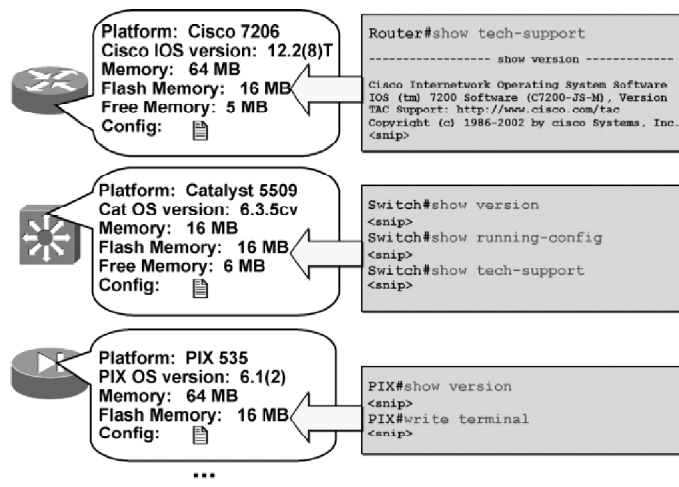 Platform: Cisco 7206
Cisco IOS version: 12.2(8)T
Memory: 64 MB
Flash Memory: 16 MB
Free Memory: 5 MB
Config:
Router#show tech-support
------------------ show version -------------
Cisco Internetwork Operating System Software
IOS (tm) 7200 Software (C7200-JS-M), Version
TAC Support: http://www.cisco.com/tac
Copyright (c) 1986-2002 by cisco Systems, Inc.
<snip>
Platform: Catalyst 5509
Cat OS version: 6.3.5cv
Memory: 16 MB
Flash Memory: 16 MB
Free Memory: 6 MB
Config:
Switch#show version
<snip>
Switch#show running-config
<snip>
Switch#show tech-support
<snip>
Platform: PIX 535
PIX OS version: 6.1(2)
Memory: 64 MB
Flash Memory: 16 MB
Config:
PIX#show version
<snip>
PIX#write terminal
<snip>
...